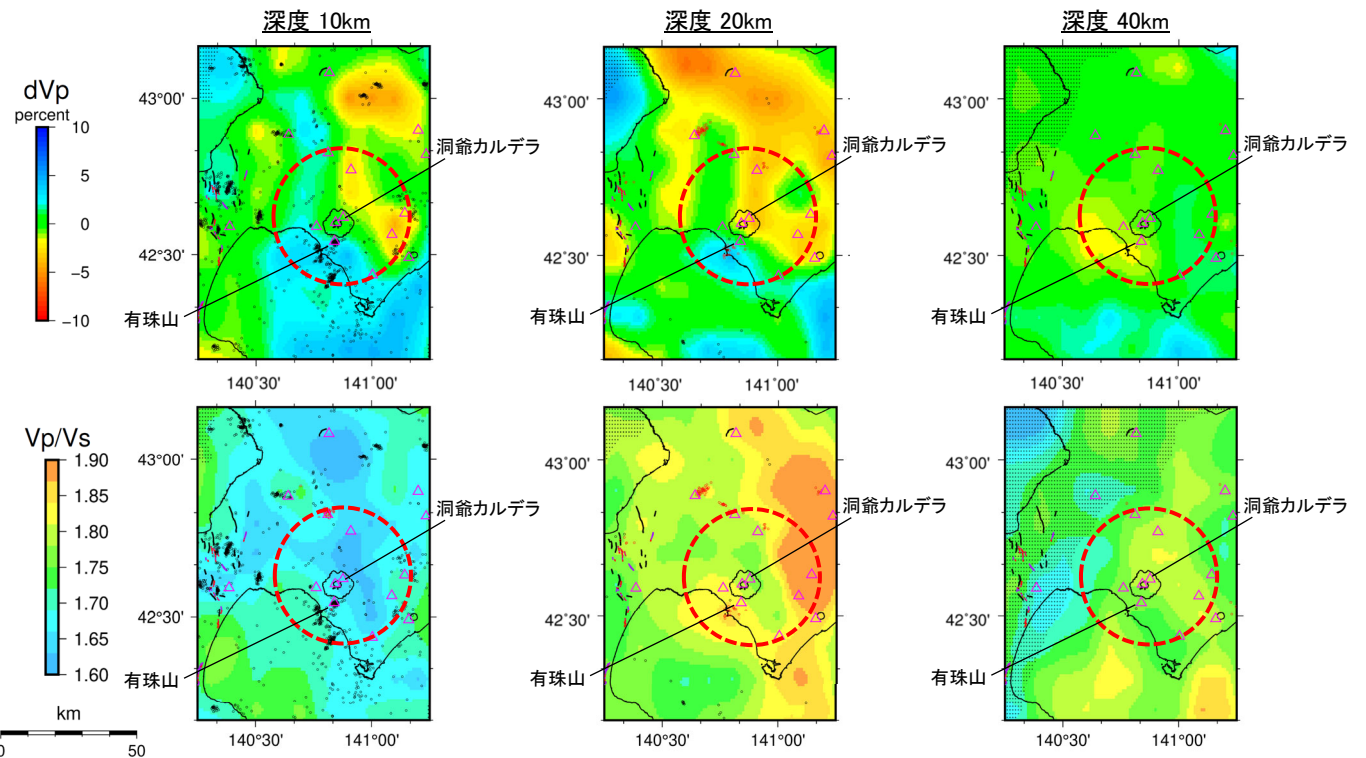 深度 10km
深度 20km
深度 40km
dVp
percent
10
5
0
−5
−10
43°00'
42°30'
140°30'
141°00'
洞爺カルデラ
有珠山
43°00'
42°30'
140°30'
141°00'
洞爺カルデラ
有珠山
43°00'
42°30'
140°30'
141°00'
洞爺カルデラ
有珠山
Vp/Vs
1.90
1.85
1.80
1.75
1.70
1.65
1.60
km
0
50
43°00'
42°30'
140°30'
141°00'
洞爺カルデラ
有珠山
43°00'
42°30'
140°30'
141°00'
洞爺カルデラ
有珠山
43°00'
42°30'
140°30'
141°00'
洞爺カルデラ
有珠山